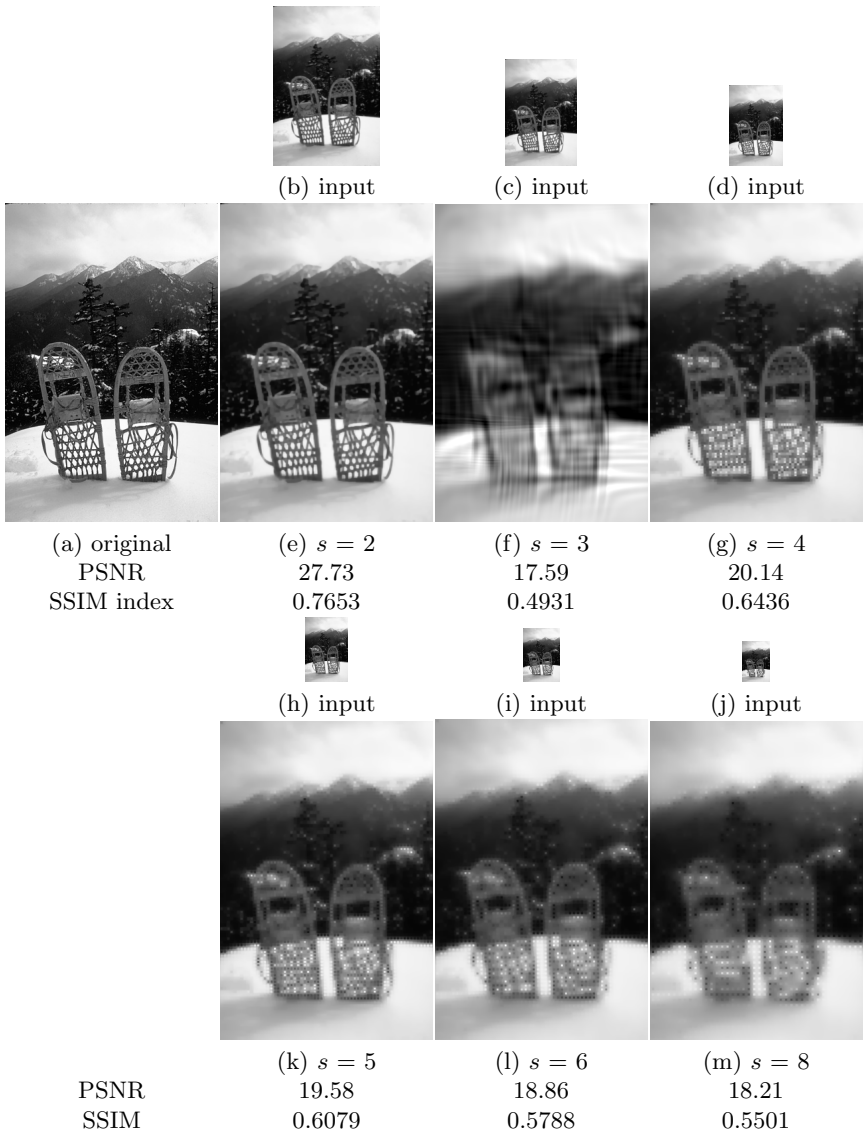 (b) input (c) input (d) input
(a) original (e) s = 2 (f) s = 3 (g) s = 4
PSNR 27.73 17.59 20.14
SSIM index 0.7653 0.4931 0.6436
(h) input (i) input (j) input
(k) s = 5 (l) s = 6 (m) s = 8
PSNR 19.58 18.86 18.21
SSIM 0.6079 0.5788 0.5501